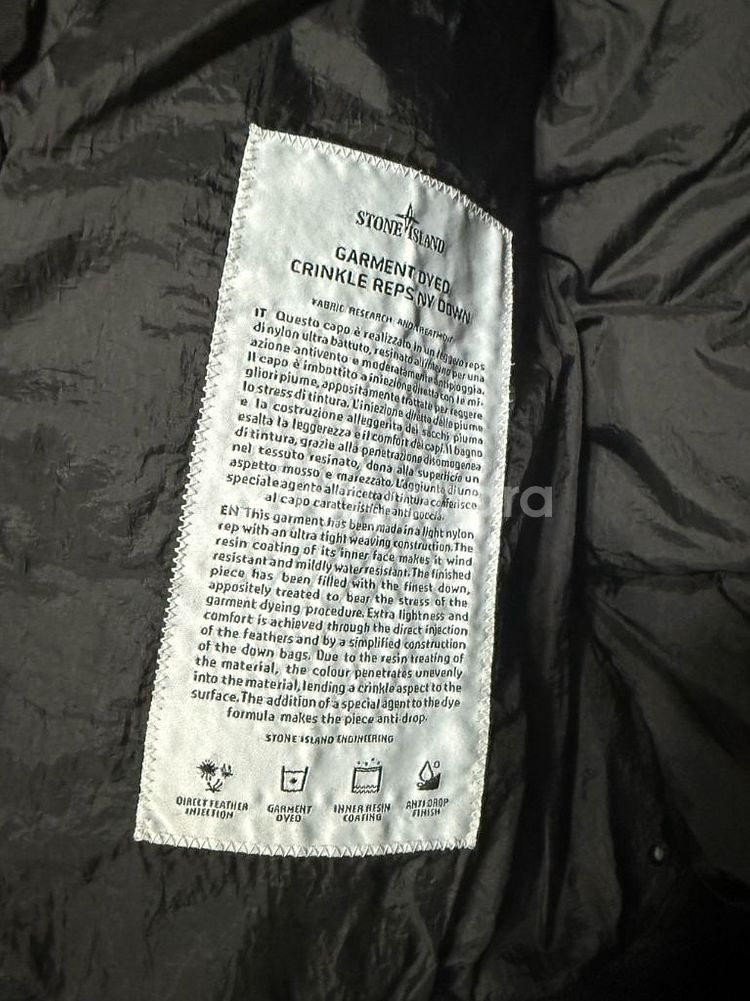 STONE ISLAND
GARMENT DYED
CRINKLE REPS NY DOWN
FABRIC RESEARCH AND TREATMENT
IT Questo capo è realizzato in un leggero reps
di nylon ultra battuto, resinato all'interno per una
azione antivento e moderatamente antipioggia.
Il capo è imbottito a iniezione diretta con le mi-
gliori piume, appositamente trattate per reggere
lo stress di tintura. L'iniezione diretta delle piume
e la costruzione alleggerita dei sacchi piuma
esalta la leggerezza e il comfort dei capi. Il bagno
di tintura, grazie alla penetrazione disomogenea
nel tessuto resinato, dona alla superficie un
aspetto mosso e marezzato. L'aggiunta di uno
speciale agente alla ricetta di tintura conferisce
al capo caratteristiche anti goccia.
EN This garment has been made in a light nylon
rep with an ultra tight weaving construction. The
resin coating of its inner face makes it wind
resistant and mildly water resistant. The finished
piece has been filled with the finest down,
appositely treated to bear the stress of the
garment dyeing procedure. Extra lightness and
comfort is achieved through the direct injection
of the feathers and by a simplified construction
of the down bags. Due to the resin treating of
the material, the colour penetrates unevenly
into the material, lending a crinkle aspect to the
surface. The addition of a special agent to the dye
formula makes the piece anti drop.
STONE ISLAND ENGINEERING
DIRECT FEATHER
INJECTION
GARMENT
DYED
INNER RESIN
COATING
ANTI DROP
FINISH